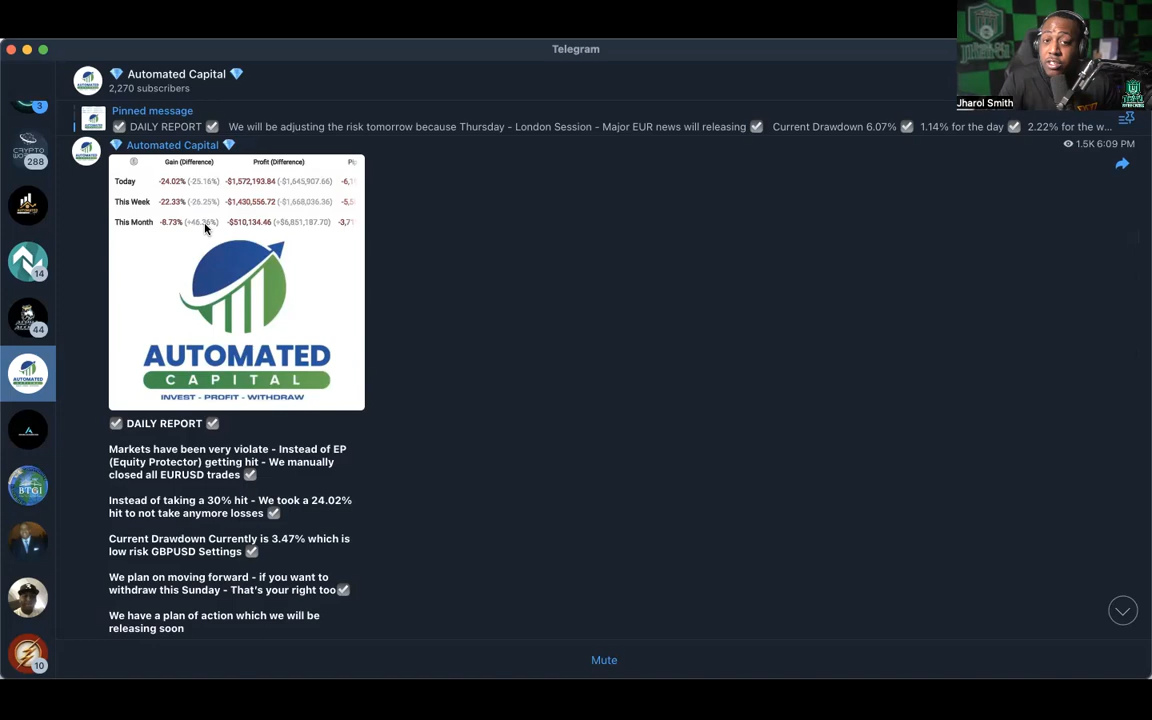 Telegram
💎 Automated Capital 💎
2,270 subscribers
Jharol Smith
Pinned message
☑ DAILY REPORT ☑ We will be adjusting the risk tomorrow because Thursday - London Session - Major EUR news will releasing ☑ Current Drawdown 6.07% ☑ 1.14% for the day ☑ 2.22% for the w...
💎 Automated Capital 💎
1.5K 6:09 PM
Gain (Difference) Profit (Difference)
Today -24.02% (-25.16%) -$1,572,193.84 (-$1,645,907.66)
This Week -22.33% (-26.25%) -$1,430,556.72 (-$1,668,036.36)
This Month -8.73% -$510,134.46 (+$6,851,187.70)
AUTOMATED
CAPITAL
INVEST - PROFIT - WITHDRAW
☑ DAILY REPORT ☑
Markets have been very violate - Instead of EP
(Equity Protector) getting hit - We manually
closed all EURUSD trades ☑
Instead of taking a 30% hit - We took a 24.02%
hit to not take anymore losses ☑
Current Drawdown Currently is 3.47% which is
low risk GBPUSD Settings ☑
We plan on moving forward - if you want to
withdraw this Sunday - That's your right too ☑
We have a plan of action which we will be
releasing soon
Mute
3
CRYPTO
288
14
44
BTGI
10